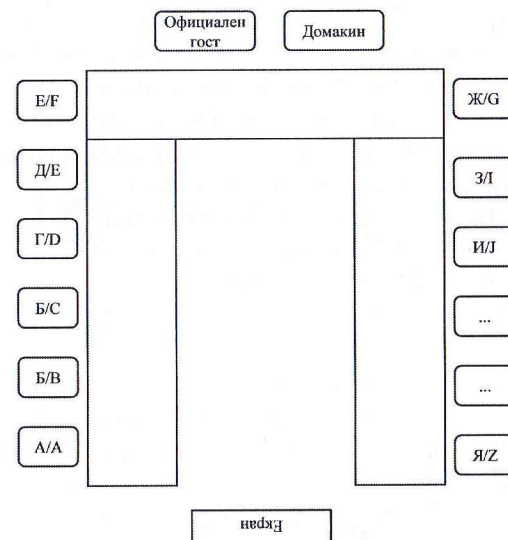 Официален
гост
Домакин
Е/F
Ж/G
Д/Е
З/I
Г/D
И/J
Б/С
...
Б/В
...
А/А
Я/Z
Екран